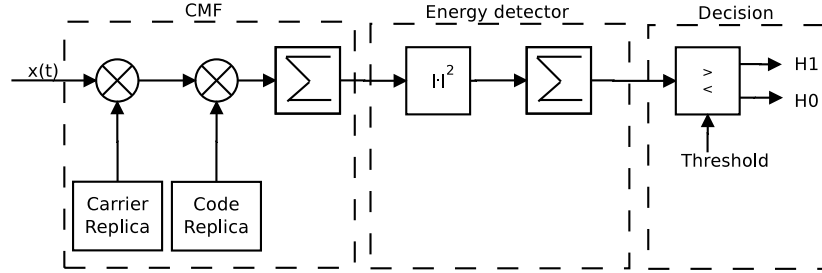 CMF
Energy detector
Decision
x(t)
|·|²
>
<
H1
H0
Threshold
Carrier
Replica
Code
Replica